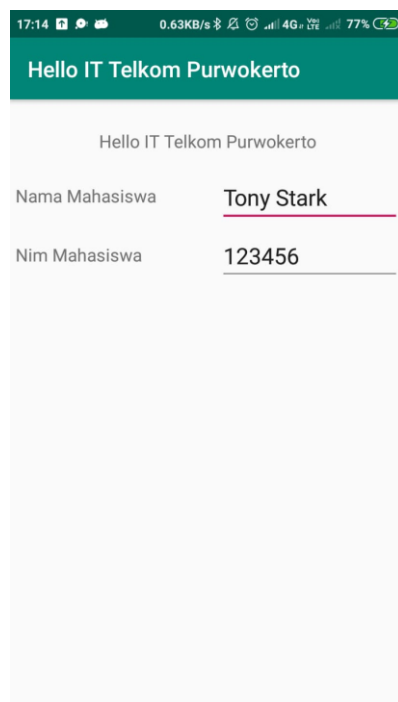 17:14 0.63KB/s 4G VoLTE 77%
Hello IT Telkom Purwokerto
Hello IT Telkom Purwokerto
Nama Mahasiswa Tony Stark
Nim Mahasiswa 123456